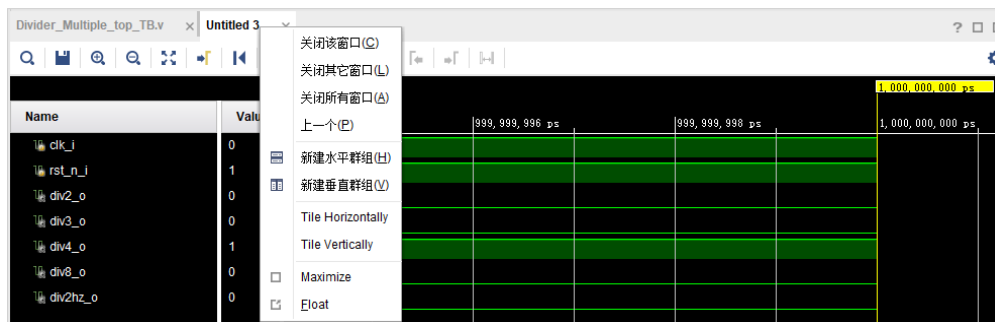 Divider_Multiple_top_TB.v × Untitled 3 ×
?
关闭该窗口(C)
关闭其它窗口(L)
关闭所有窗口(A)
上一个(P)
新建水平群组(H)
新建垂直群组(V)
Tile Horizontally
Tile Vertically
Maximize
Float
1,000,000,000 ps
Name
999,999,996 ps 999,999,998 ps 1,000,000,000 ps
clk_i 0
rst_n_i 1
div2_o 0
div3_o 0
div4_o 1
div8_o 0
div2hz_o 0